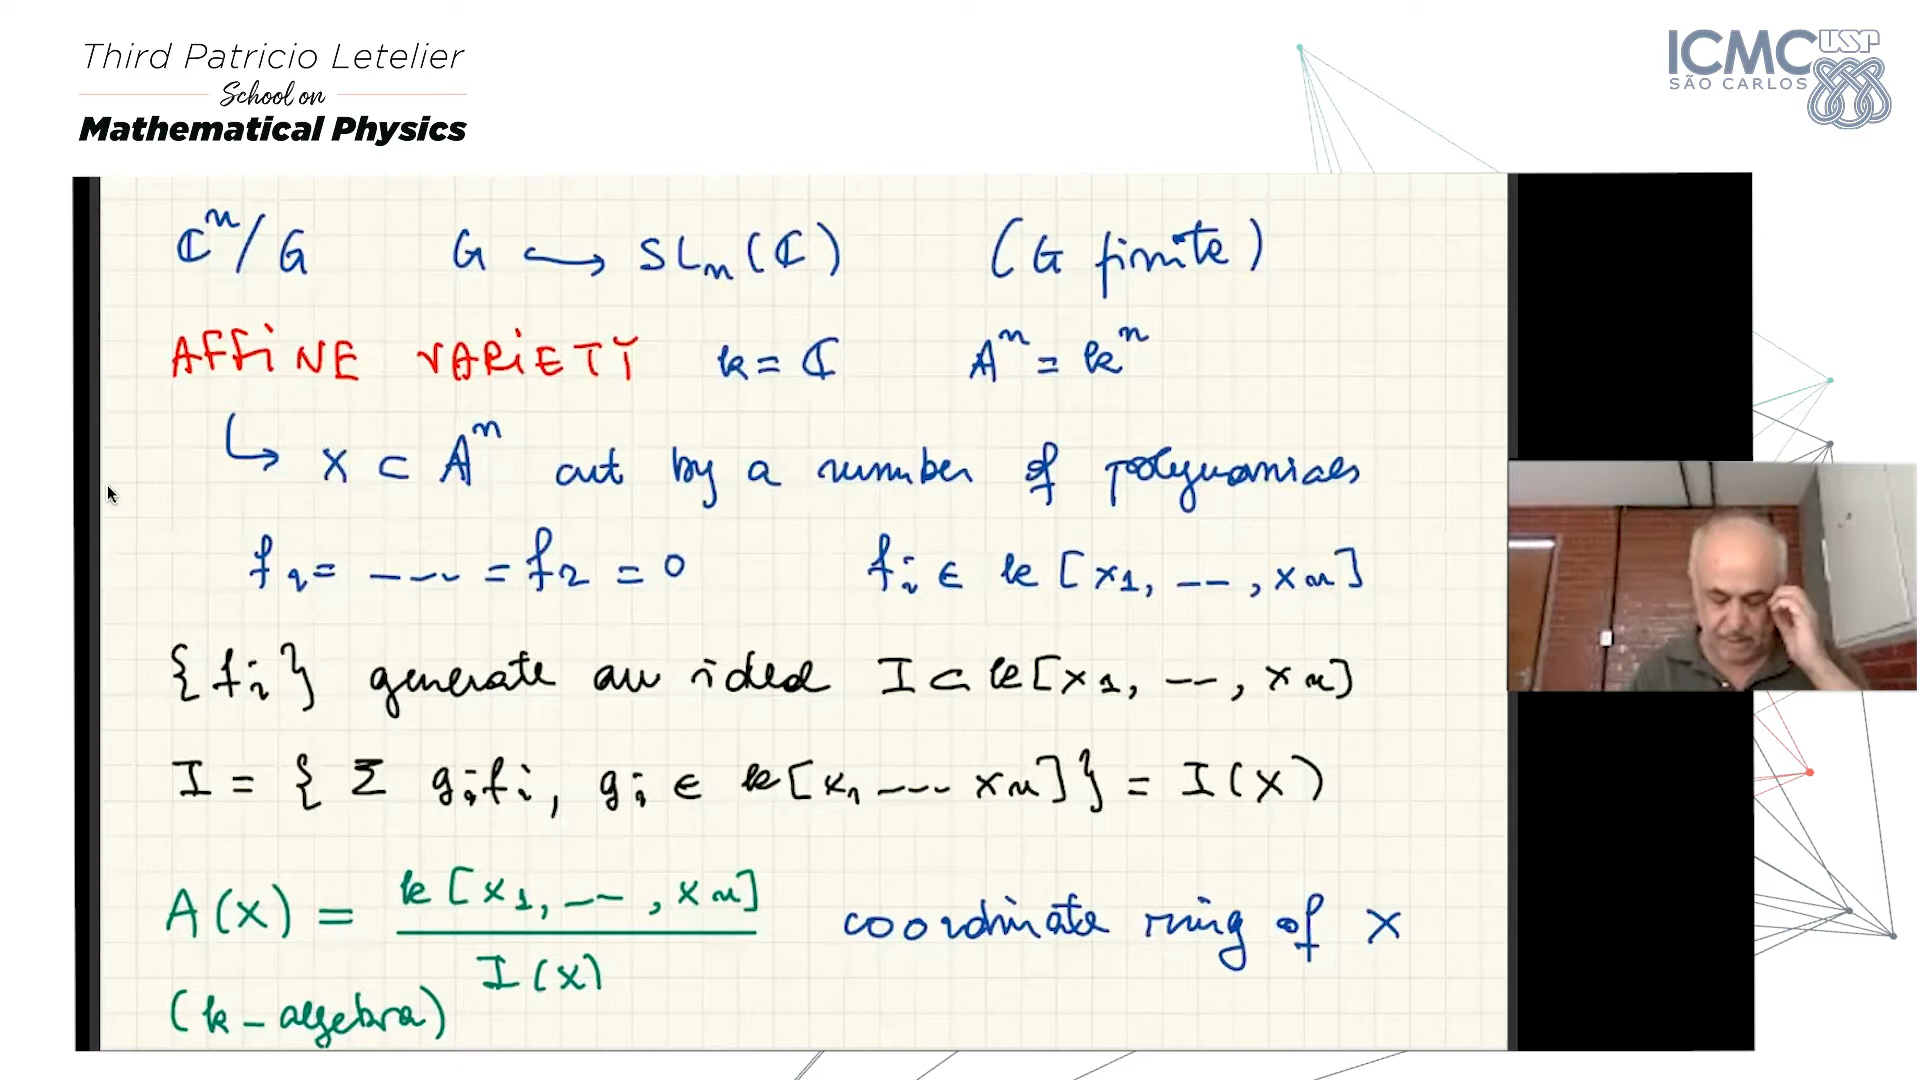 Third Patricio Letelier
School on
Mathematical Physics
ICMC USP
SÃO CARLOS
ℂⁿ/G G ↪ SLₙ(ℂ) (G finite)
AFFINE VARIETY k = ℂ 𝔸ⁿ = kⁿ
↳ X ⊂ 𝔸ⁿ cut by a number of polynomials
f₁ = ---- = fᵣ = 0 fᵢ ∈ k[x₁, --, xₙ]
{fᵢ} generate an ideal I ⊂ k[x₁, --, xₙ]
I = { Σ gᵢfᵢ, gᵢ ∈ k[x₁ ---- xₙ]} = I(X)
A(X) = k[x₁, --, xₙ] / I(X) coordinate ring of X
(k-algebra)